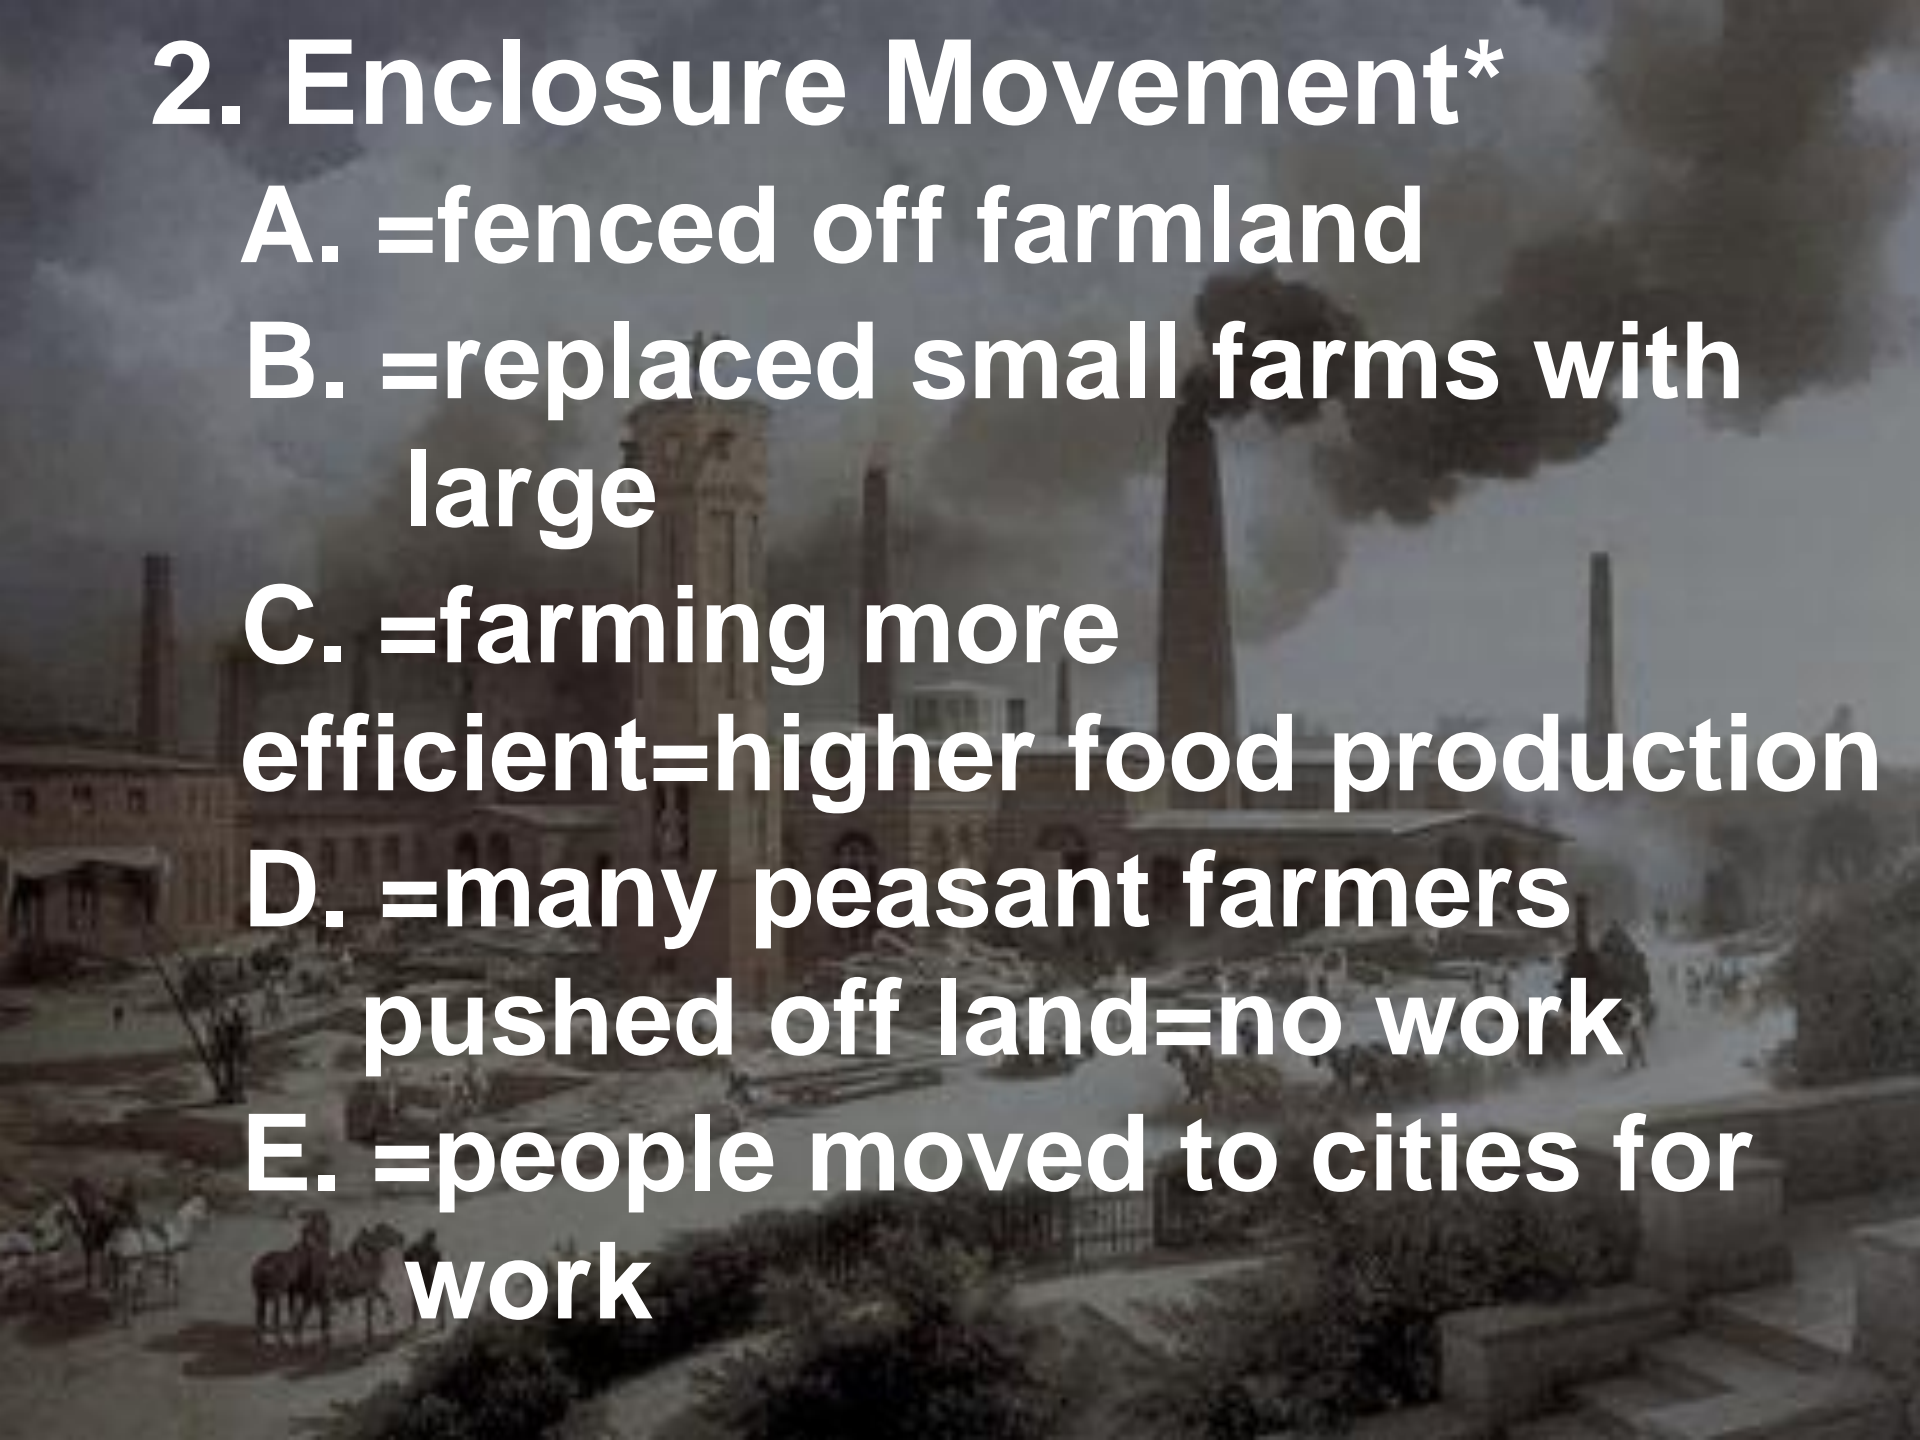 2. Enclosure Movement*
A. =fenced off farmland
B. =replaced small farms with
large
C. =farming more
efficient=higher food production
D. =many peasant farmers
pushed off land=no work
E. =people moved to cities for
work